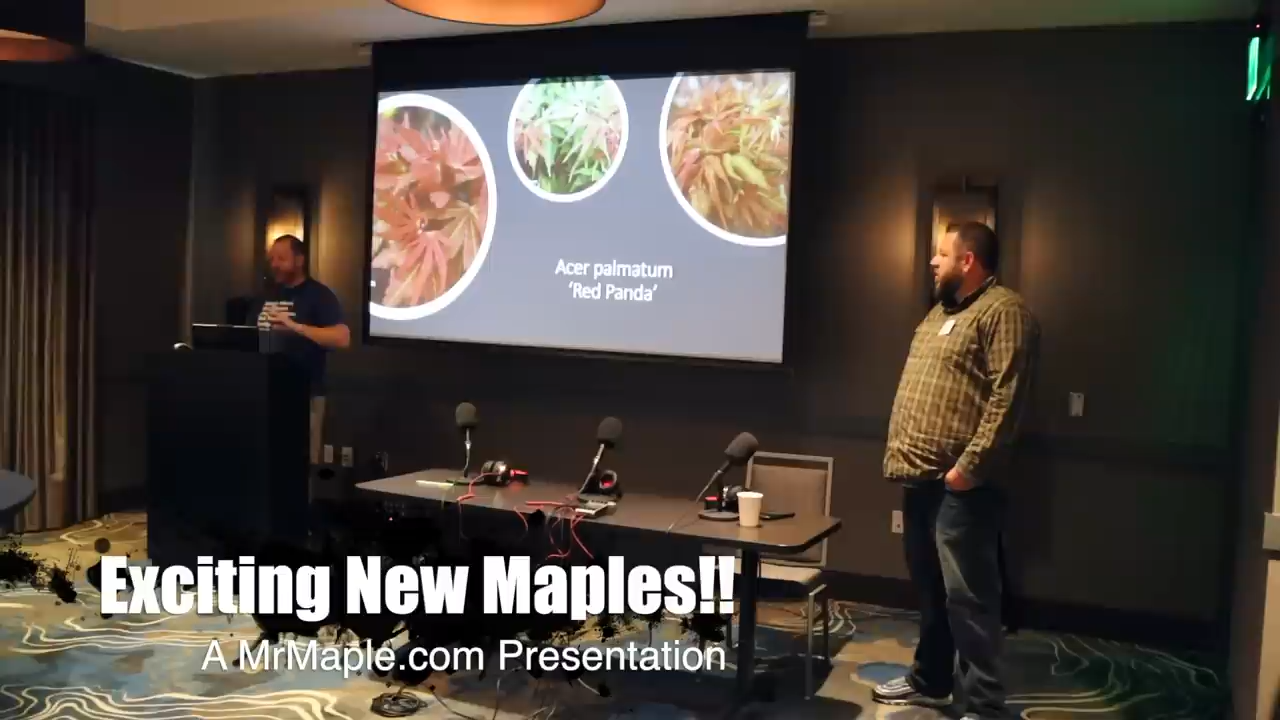 Acer palmatum
‘Red Panda’
Exciting New Maples!!
A MrMaple.com Presentation